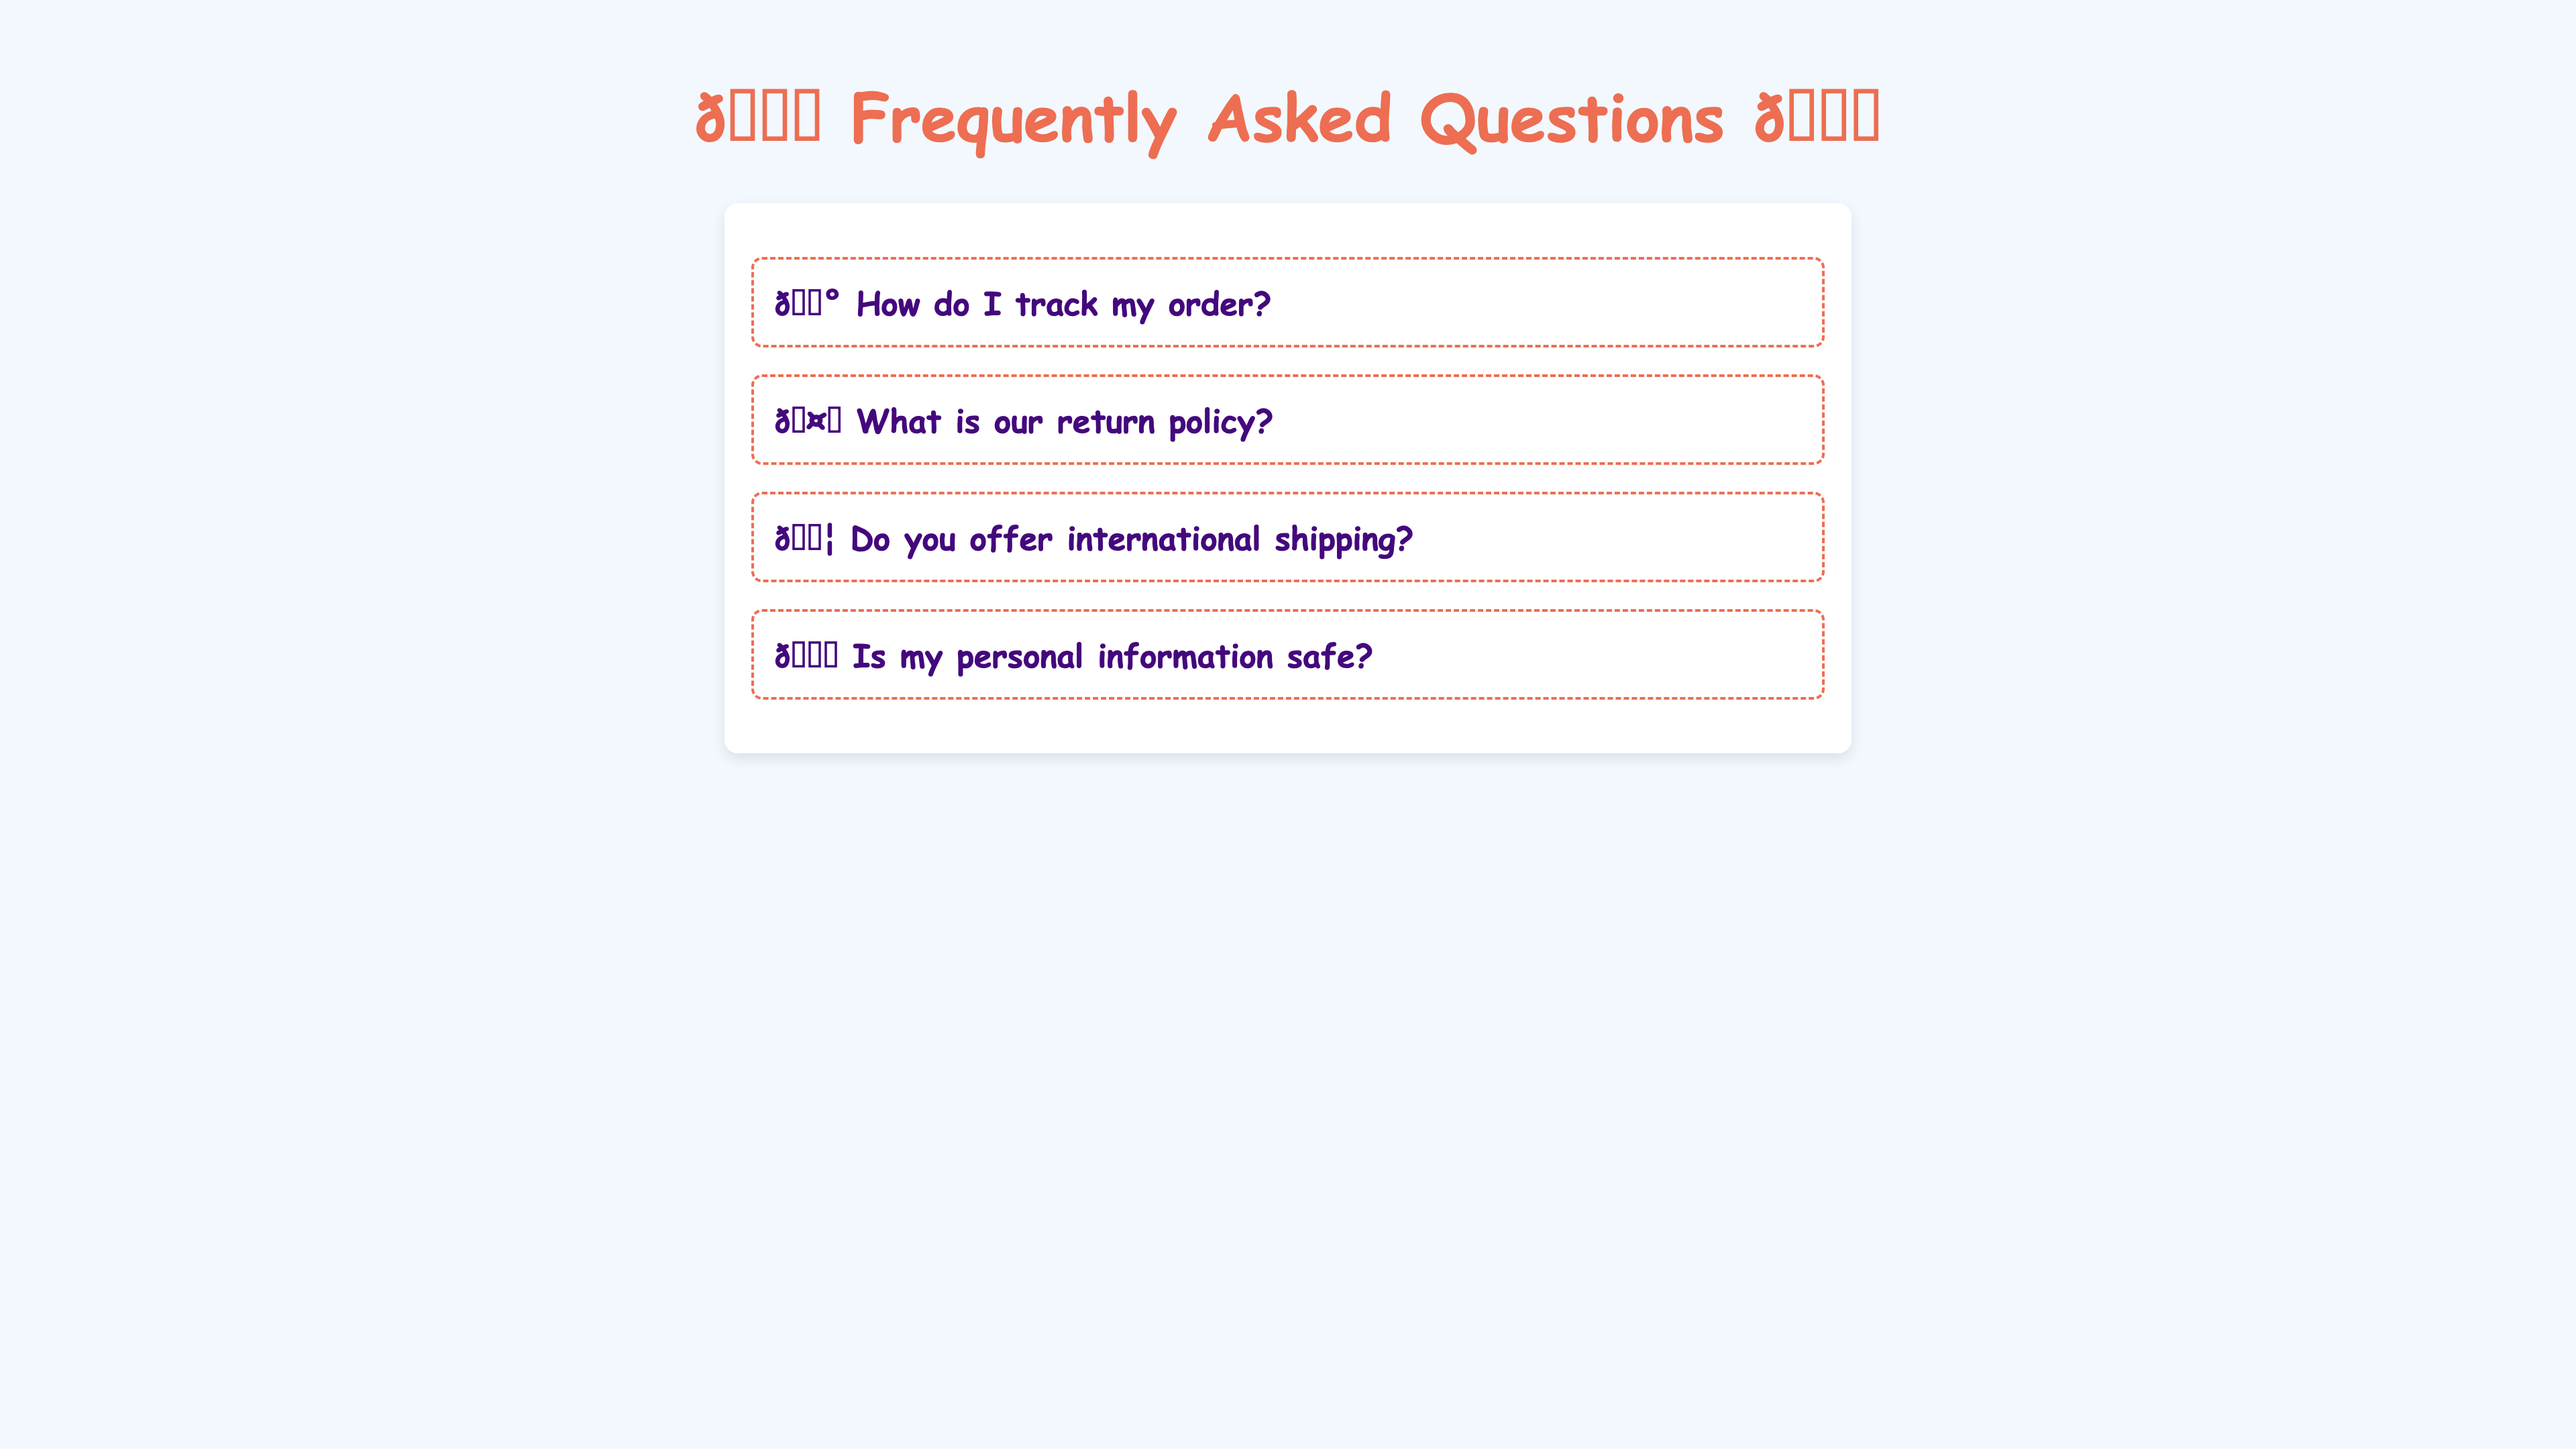 ð Frequently Asked Questions ð
ð° How do I track my order?
ð¤ What is our return policy?
ð¦ Do you offer international shipping?
ð Is my personal information safe?